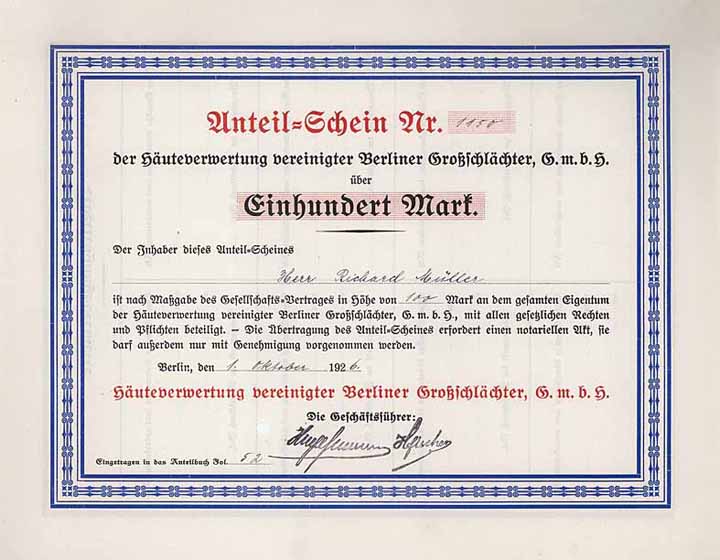 Anteil=Schein Nr. 1150
der Häuteverwertung vereinigter Berliner Großschlächter, G. m. b. H.
über
Einhundert Mark.
Der Inhaber dieses Anteil=Scheines
Herr Richard Müller
ist nach Maßgabe des Gesellschafts=Vertrages in Höhe von 100 Mark an dem gesamten Eigentum
der Häuteverwertung vereinigter Berliner Großschlächter, G. m. b. H., mit allen gesetzlichen Rechten
und Pflichten beteiligt. – Die Übertragung des Anteil=Scheines erfordert einen notariellen Akt, sie
darf außerdem nur mit Genehmigung vorgenommen werden.
Berlin, den 1. Oktober 1926.
Häuteverwertung vereinigter Berliner Großschlächter, G. m. b. H.
Die Geschäftsführer:
Eingetragen in das Anteilbuch Fol. 52